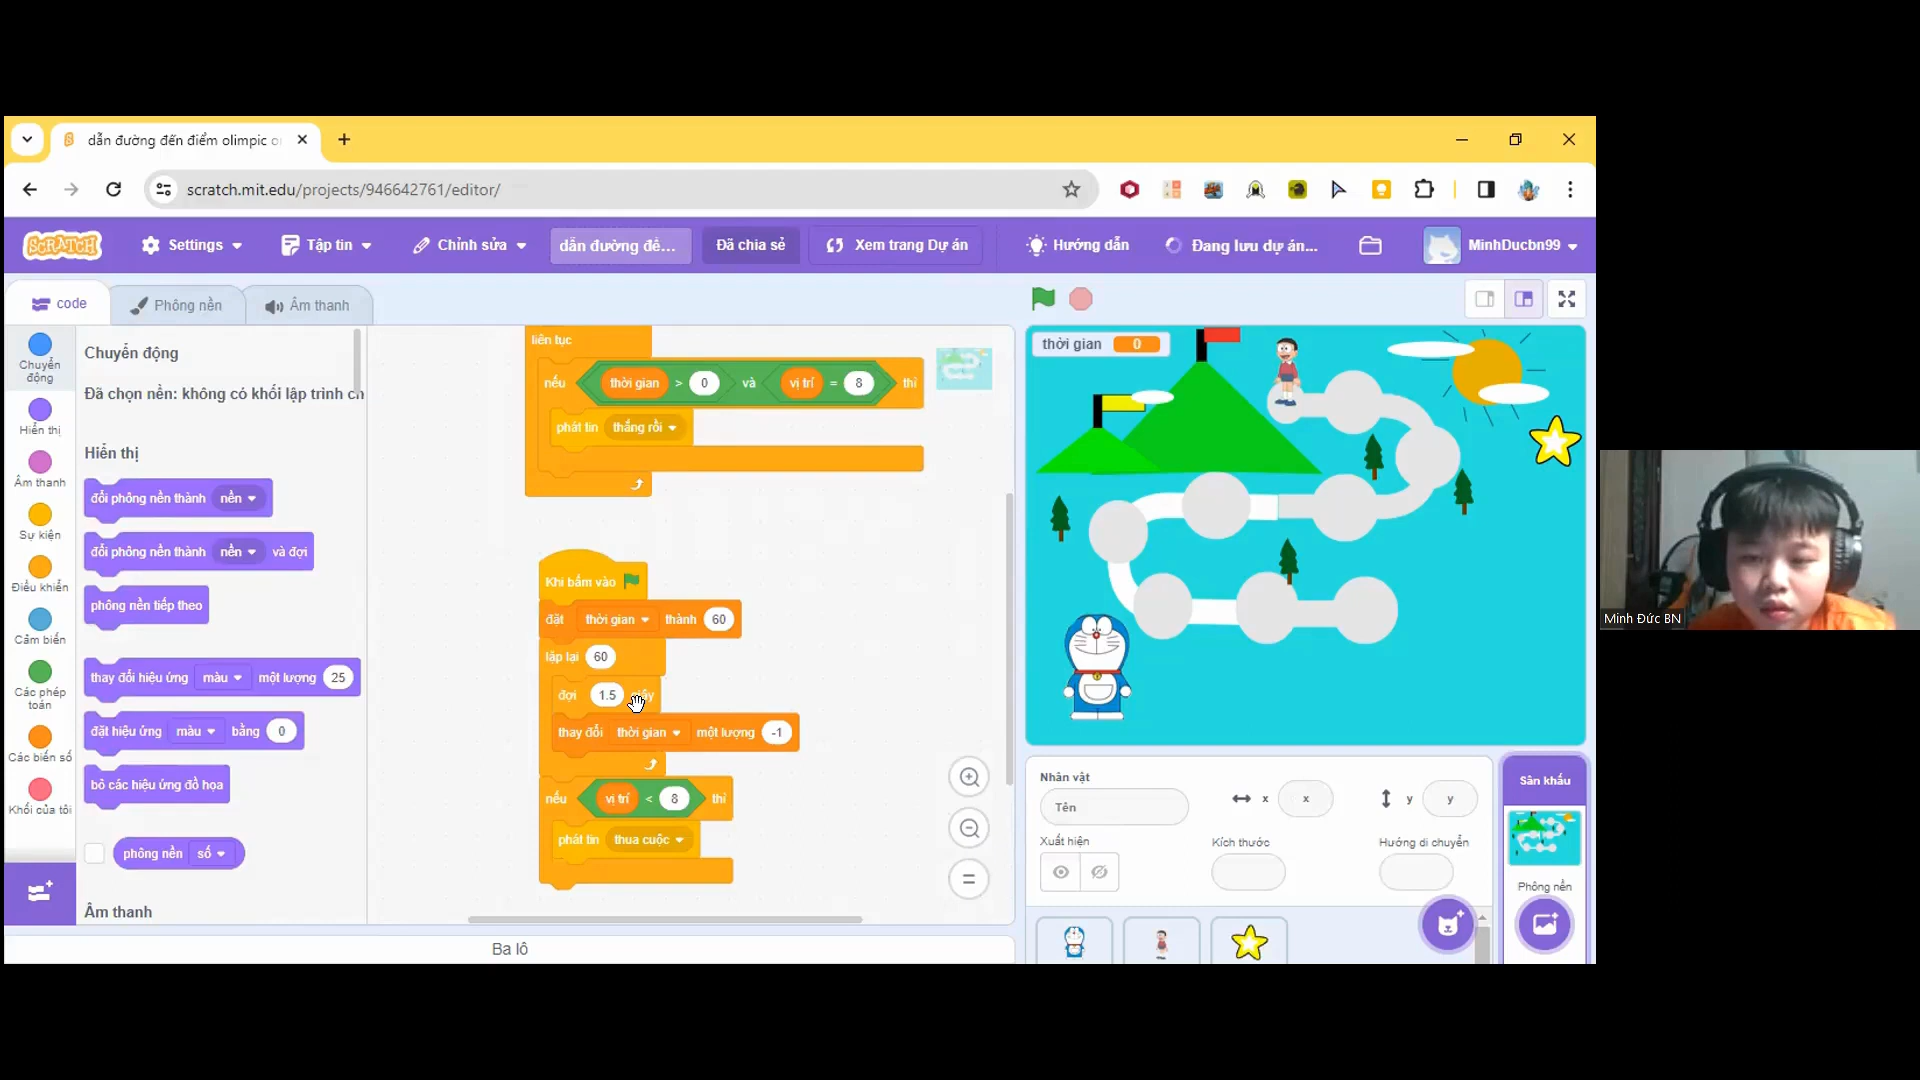 dẫn đường đến điểm olimpic o
scratch.mit.edu/projects/946642761/editor/
SCRATCH
Settings
Tập tin
Chỉnh sửa
dẫn đường đế...
Đã chia sẻ
Xem trang Dự án
Hướng dẫn
Đang lưu dự án...
MinhDucbn99
code
Phông nền
Âm thanh
Chuyển động
Hiển thị
Âm thanh
Sự kiện
Điều khiển
Cảm biến
Các phép toán
Các biến số
Khối của tôi
Chuyển động
Đã chọn nền: không có khối lập trình ch
Hiển thị
đổi phông nền thành nền
đổi phông nền thành nền và đợi
phông nền tiếp theo
thay đổi hiệu ứng màu một lượng 25
đặt hiệu ứng màu bằng 0
bỏ các hiệu ứng đồ họa
phông nền số
Âm thanh
liên tục
nếu thời gian > 0 và vị trí = 8 thì
phát tin thắng rồi
Khi bấm vào
đặt thời gian thành 60
lặp lại 60
đợi 1.5 giây
thay đổi thời gian một lượng -1
nếu vị trí < 8 thì
phát tin thua cuộc
Ba lô
thời gian 0
Nhân vật
Tên
x x
y y
Xuất hiện
Kích thước
Hướng di chuyển
Sân khấu
Phông nền
Minh Đức BN